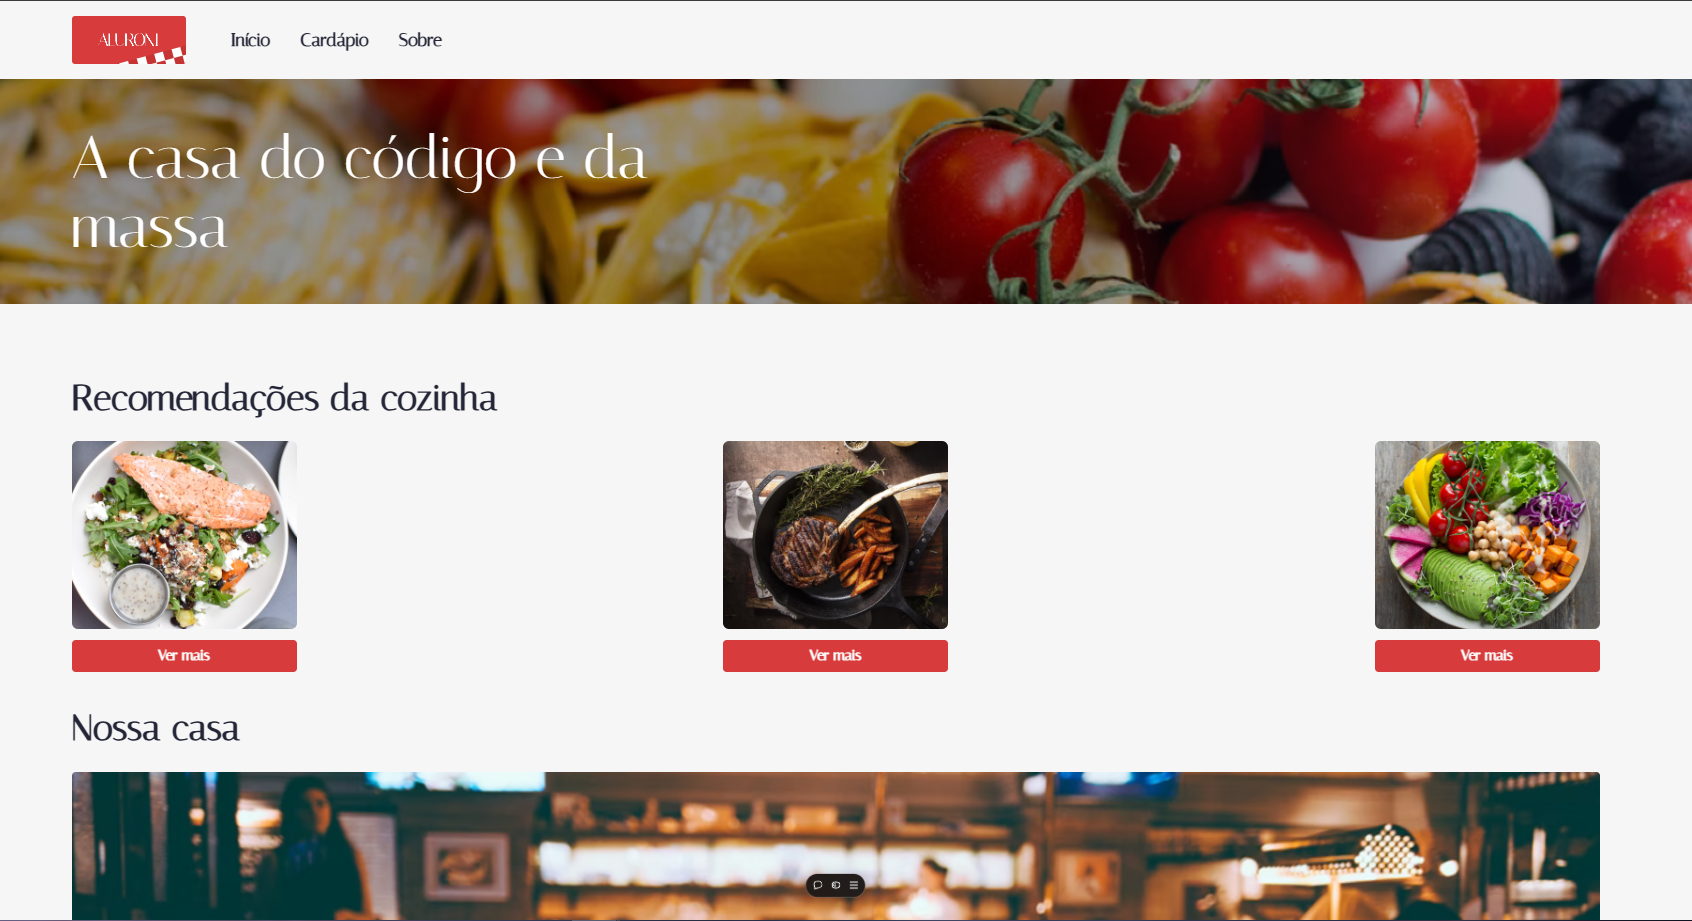 ALURONI
Início
Cardápio
Sobre
A casa do código e da
massa
Recomendações da cozinha
Ver mais
Ver mais
Ver mais
Nossa casa